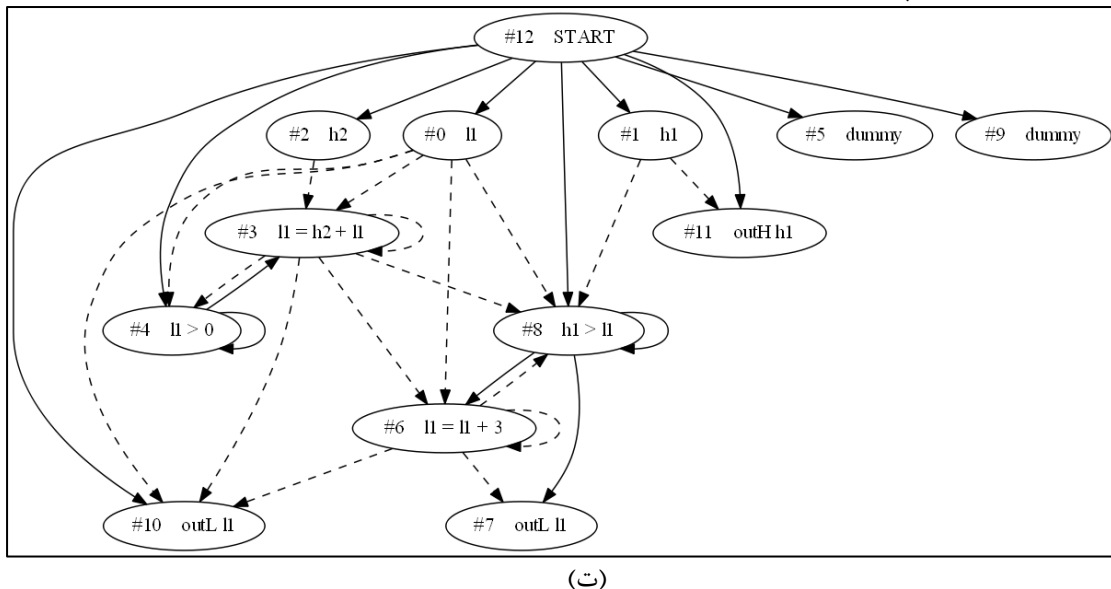 #12 START
#2 h2
#0 l1
#1 h1
#5 dummy
#9 dummy
#3 l1 = h2 + l1
#11 outH h1
#4 l1 > 0
#8 h1 > l1
#6 l1 = l1 + 3
#10 outL l1
#7 outL l1
(ت)